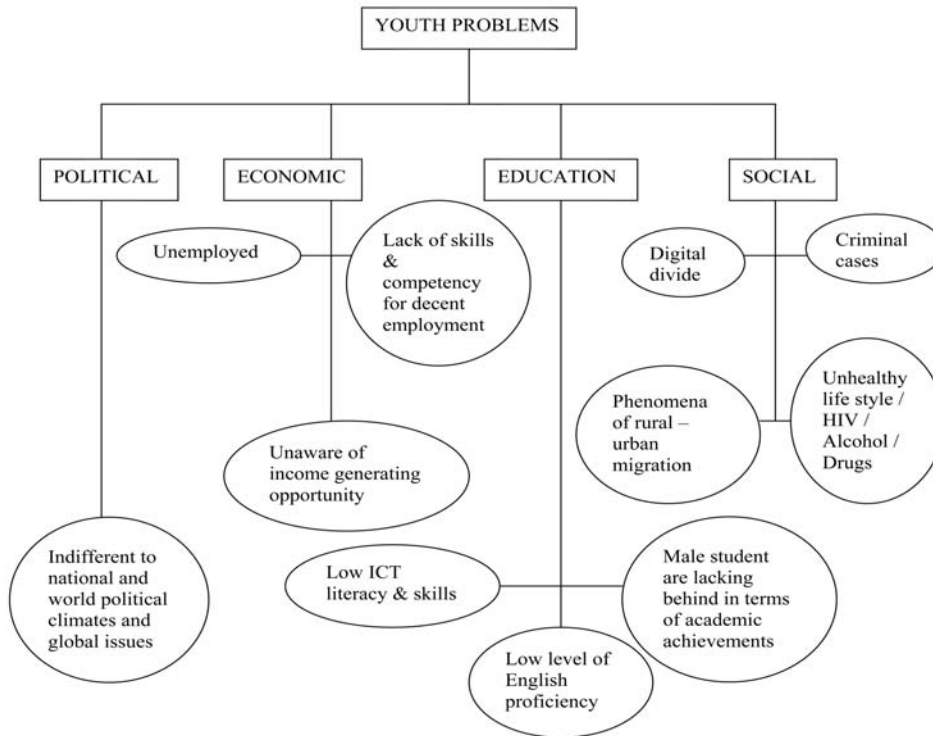 YOUTH PROBLEMS
POLITICAL
ECONOMIC
EDUCATION
SOCIAL
Unemployed
Lack of skills
&
competency
for decent
employment
Digital
divide
Criminal
cases
Unaware of
income generating
opportunity
Phenomena
of rural –
urban
migration
Unhealthy
life style /
HIV /
Alcohol /
Drugs
Indifferent to
national and
world political
climates and
global issues
Low ICT
literacy & skills
Male student
are lacking
behind in terms
of academic
achievements
Low level of
English
proficiency